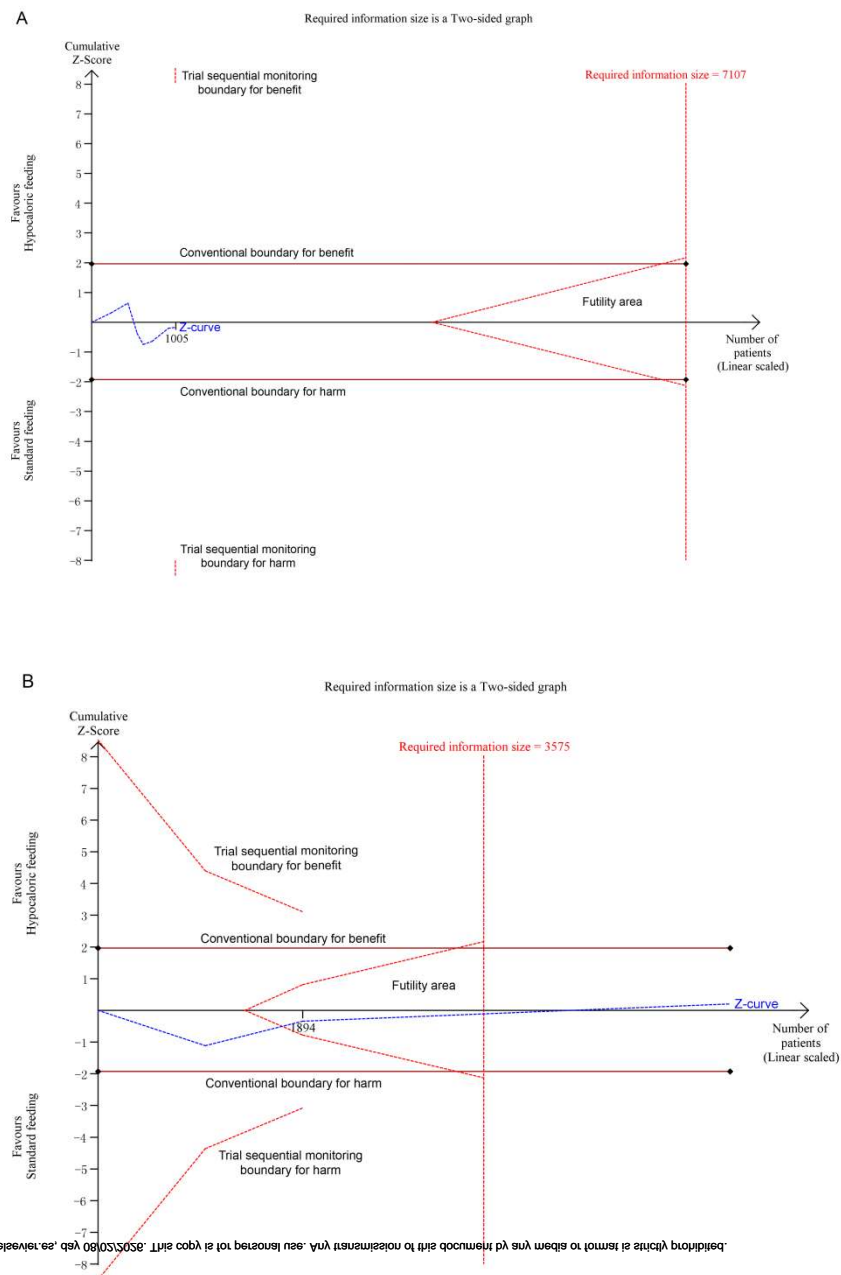 A
Required information size is a Two-sided graph
Cumulative
Z-Score
Trial sequential monitoring
boundary for benefit
Required information size = 7107
8
7
6
5
4
3
2
1
-1
-2
-3
-4
-5
-6
-7
-8
Favours
Hypocaloric feeding
Conventional boundary for benefit
Futility area
Z-curve
1005
Number of
patients
(Linear scaled)
Conventional boundary for harm
Favours
Standard feeding
Trial sequential monitoring
boundary for harm
B
Required information size is a Two-sided graph
Cumulative
Z-Score
Required information size = 3575
8
7
6
5
4
3
2
1
-1
-2
-3
-4
-5
-6
-7
-8
Favours
Hypocaloric feeding
Trial sequential monitoring
boundary for benefit
Conventional boundary for benefit
Futility area
Z-curve
1894
Number of
patients
(Linear scaled)
Conventional boundary for harm
Favours
Standard feeding
Trial sequential monitoring
boundary for harm
elsevier.es, day 08/02/2026. This copy is for personal use. Any transmission of this document by any media or format is strictly prohibited.